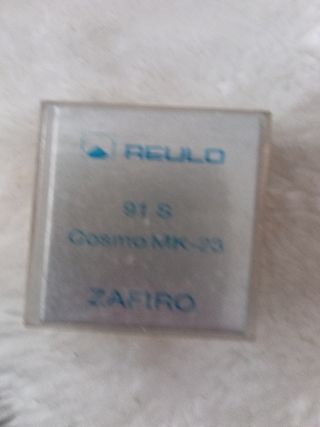 REULO
91 S
Cosmo MK-23
ZAFIRO